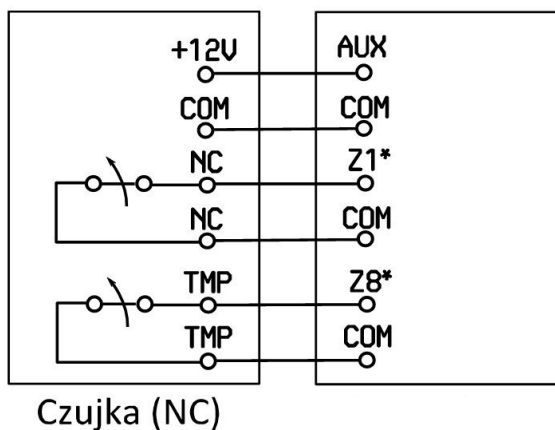 +12V AUX
COM COM
NC Z1*
NC COM
TMP Z8*
TMP COM
Czujka (NC)